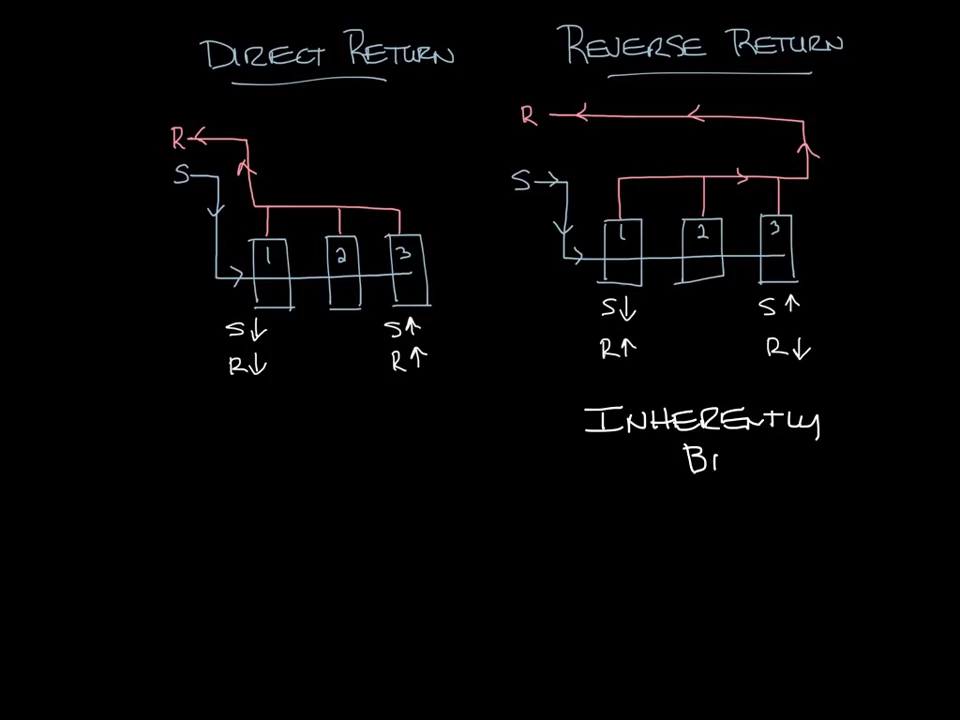 DIRECT RETURN
R
S
1 2 3
S↓ S↑
R↓ R↑
REVERSE RETURN
R
S
1 2 3
S↓ S↑
R↑ R↓
INHERENTLY
BI